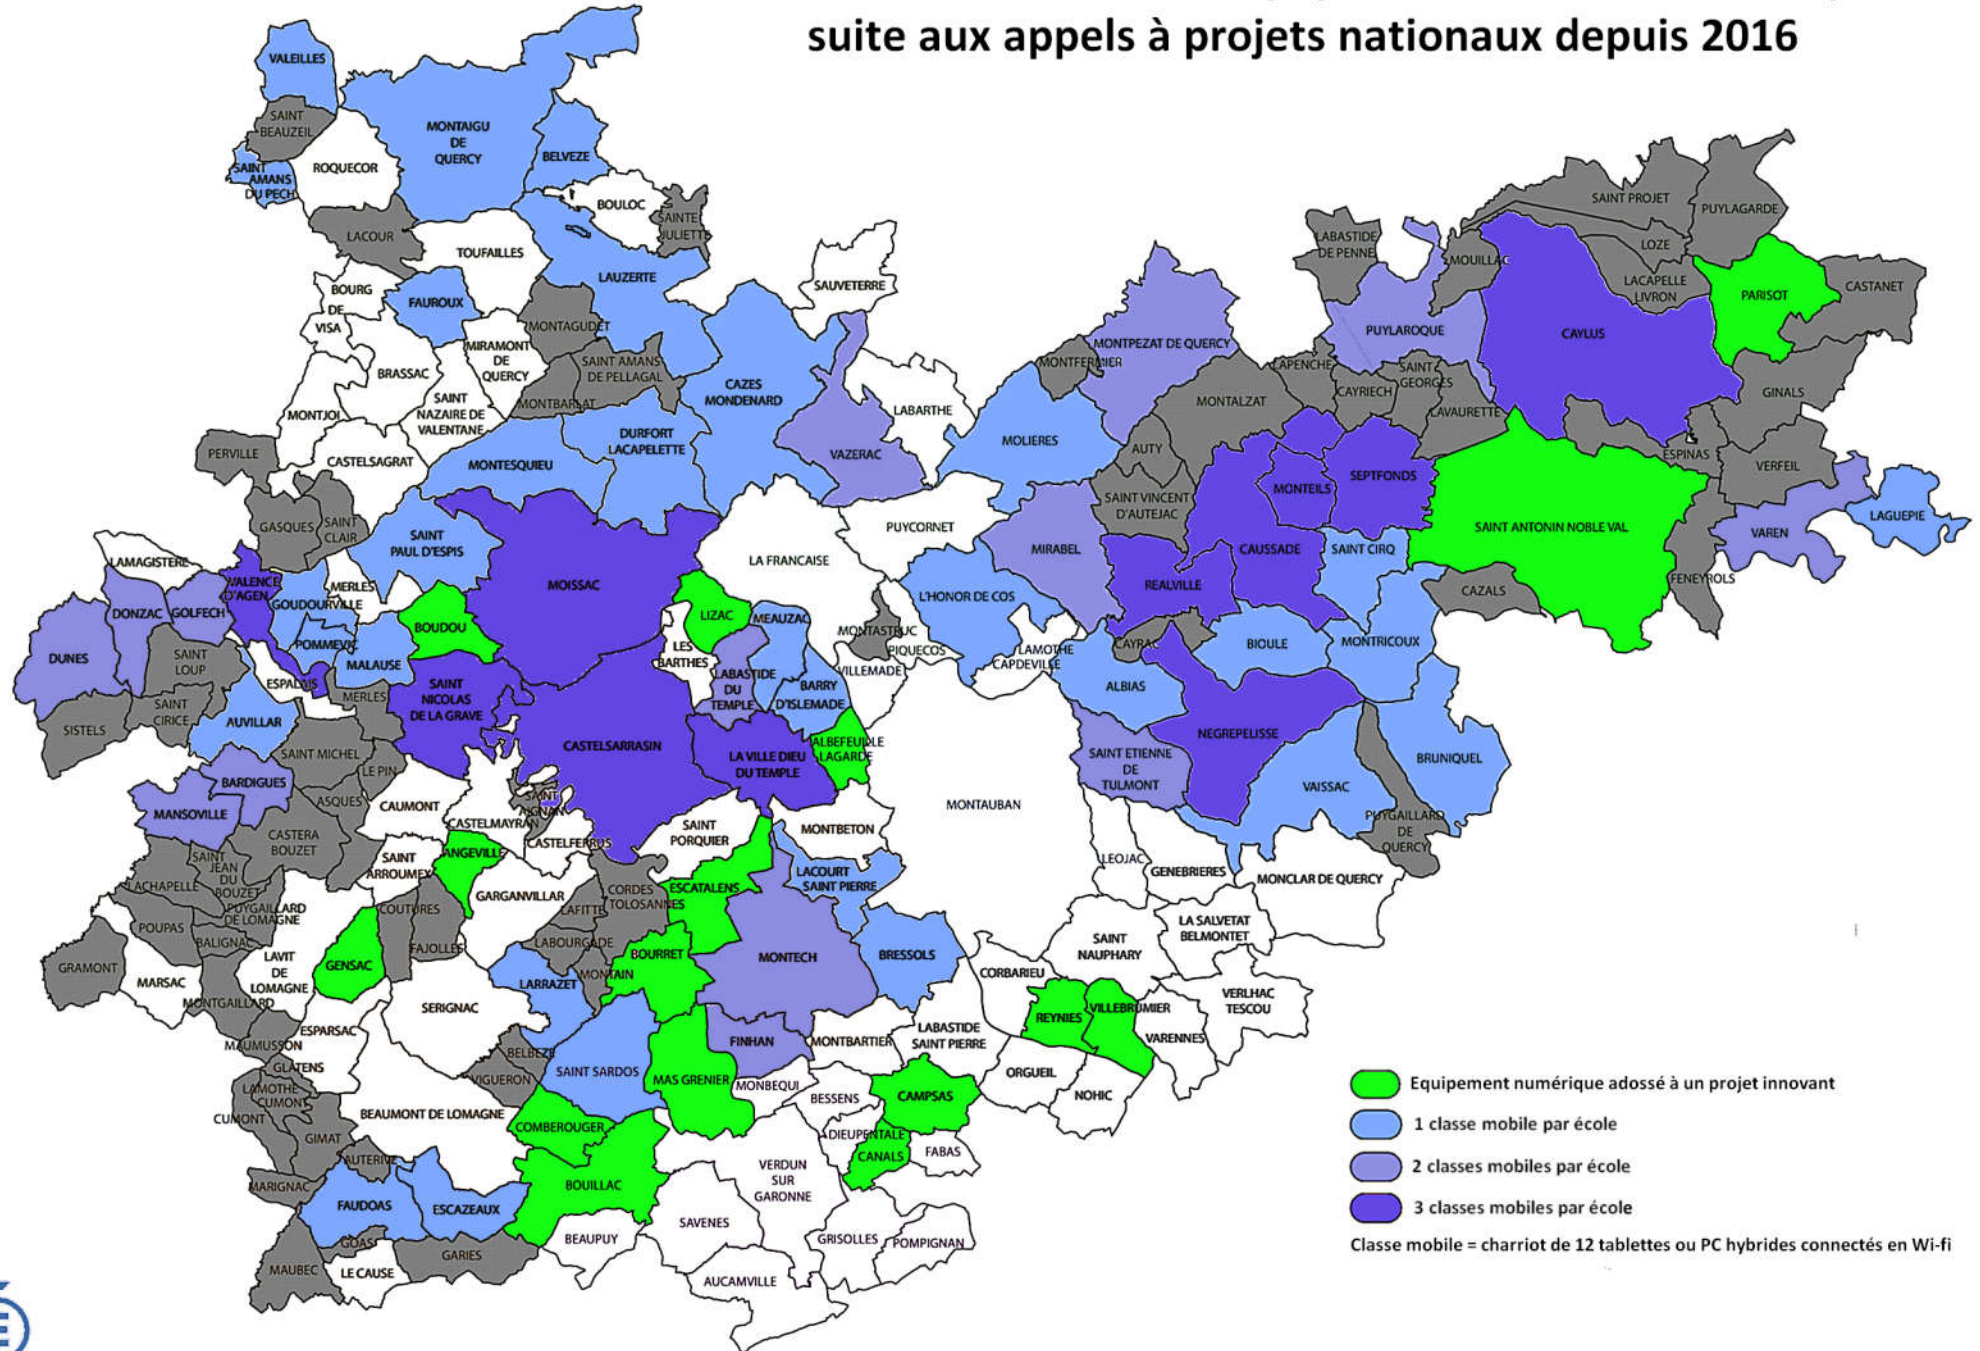 suite aux appels à projets nationaux depuis 2016
VALEILLES
SAINT
BEAUZEIL
SAINT
AMANS
DU PECH
ROQUECOR
MONTAIGU
DE
QUERCY
BELVEZE
BOULOC
SAINTE
JULIETTE
LACOUR
TOUFAILLES
LAUZERTE
SAUVETERRE
BOURG
DE
VISA
FAUROUX
MONTAGUDET
MIRAMONT
DE
QUERCY
SAINT AMANS
DE PELLAGAL
BRASSAC
CAZES
MONDENARD
SAINT
NAZAIRE DE
VALENTANE
MONTBARLAT
MONTJOI
LABARTHE
DURFORT
LACAPELETTE
VAZERAC
PERVILLE
CASTELSAGRAT
MONTESQUIEU
MOLIERES
MONTFERMIER
MONTPEZAT DE QUERCY
LABASTIDE
DE PENNE
MOUILLAC
SAINT PROJET
PUYLAGARDE
LOZE
LACAPELLE
LIVRON
PARISOT
CASTANET
PUYLAROQUE
CAYLUS
LAPENCHE
CAYRIECH
SAINT
GEORGES
LAVAURETTE
MONTALZAT
GINALS
AUTY
ESPINAS
VERFEIL
SAINT VINCENT
D'AUTEJAC
MONTEILS
SEPTFONDS
SAINT ANTONIN NOBLE VAL
VAREN
LAGUEPIE
GASQUES
SAINT
CLAIR
SAINT
PAUL D'ESPIS
PUYCORNET
LA FRANCAISE
MIRABEL
CAUSSADE
SAINT CIRQ
REALVILLE
CAZALS
FENEYROLS
LAMAGISTERE
VALENCE
D'AGEN
MERLES
GOUDOURVILLE
MOISSAC
DONZAC
GOLFECH
POMMEVIC
MALAUSE
BOUDOU
LIZAC
MEAUZAC
L'HONOR DE COS
MONTASTRUC
PIQUECOS
LAMOTHE
CAPDEVILLE
CAYRAC
BIOULE
MONTRICOUX
DUNES
SAINT
LOUP
ESPALAIS
MERLES
LES
BARTHES
LABASTIDE
DU
TEMPLE
VILLEMADE
BARRY
D'ISLEMADE
ALBIAS
SAINT
NICOLAS
DE LA GRAVE
SISTELS
SAINT
CIRICE
AUVILLAR
CASTELSARRASIN
LA VILLE DIEU
DU TEMPLE
ALBEFEUILLE
LAGARDE
NEGREPELISSE
SAINT ETIENNE
DE
TULMONT
VAISSAC
BRUNIQUEL
SAINT MICHEL
LE PIN
BARDIGUES
MANSOVILLE
ASQUES
CAUMONT
SAINT
AIGNAN
CASTELMAYRAN
CASTELFERRUS
MONTAUBAN
PUYGAILLARD
DE
QUERCY
CASTERA
BOUZET
SAINT
PORQUIER
MONTBETON
SAINT
ARROUMEX
ANGEVILLE
LEOJAC
GENEBRIERES
MONCLAR DE QUERCY
SAINT
JEAN
DU
BOUZET
LACHAPELLE
GARGANVILLAR
CORDES
TOLOSANNES
ESCATALENS
LACOURT
SAINT PIERRE
PUYGAILLARD
DE LOMAGNE
COUTURES
LAFITTE
POUPAS
BALIGNAC
FAJOLLES
LABOURGADE
BOURRET
MONTECH
BRESSOLS
LA SALVETAT
BELMONTET
SAINT
NAUPHARY
GRAMONT
MARSAC
LAVIT
DE
LOMAGNE
GENSAC
LARRAZET
MONTAIN
CORBARIEU
MONTGAILLARD
SERIGNAC
REYNIES
VILLEBRUMIER
VERLHAC
TESCOU
MAUMUSSON
ESPARSAC
LABASTIDE
SAINT PIERRE
VARENNES
GLATENS
BELBEZE
VIGUERON
SAINT SARDOS
FINHAN
MONTBARTIER
MAS GRENIER
MONBEQUI
ORGUEIL
NOHIC
LAMOTHE
CUMONT
CUMONT
BEAUMONT DE LOMAGNE
BESSENS
CAMPSAS
GIMAT
COMBEROUGER
DIEUPENTALE
CANALS
FABAS
AUTERIVE
MARIGNAC
FAUDOAS
ESCAZEAUX
BOUILLAC
VERDUN
SUR
GARONNE
GOAS
GARIES
MAUBEC
LE CAUSE
BEAUPUY
SAVENES
GRISOLLES
POMPIGNAN
AUCAMVILLE
Equipement numérique adossé à un projet innovant
1 classe mobile par école
2 classes mobiles par école
3 classes mobiles par école
Classe mobile = charriot de 12 tablettes ou PC hybrides connectés en Wi-fi